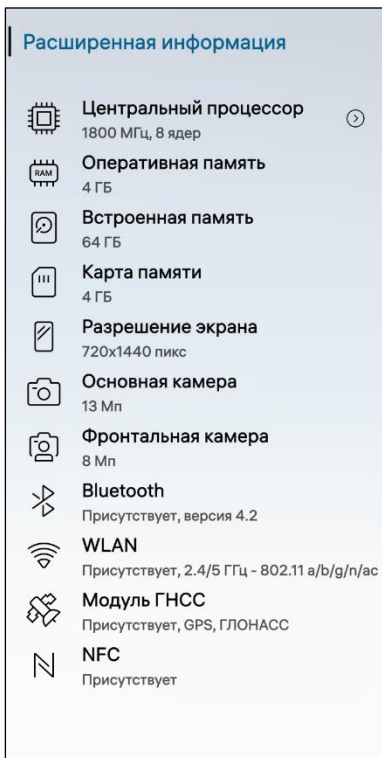 Расширенная информация
Центральный процессор
1800 МГц, 8 ядер
RAM
Оперативная память
4 ГБ
Встроенная память
64 ГБ
Карта памяти
4 ГБ
Разрешение экрана
720x1440 пикс
Основная камера
13 Мп
Фронтальная камера
8 Мп
Bluetooth
Присутствует, версия 4.2
WLAN
Присутствует, 2.4/5 ГГц - 802.11 a/b/g/n/ac
Модуль ГНСС
Присутствует, GPS, ГЛОНАСС
NFC
Присутствует